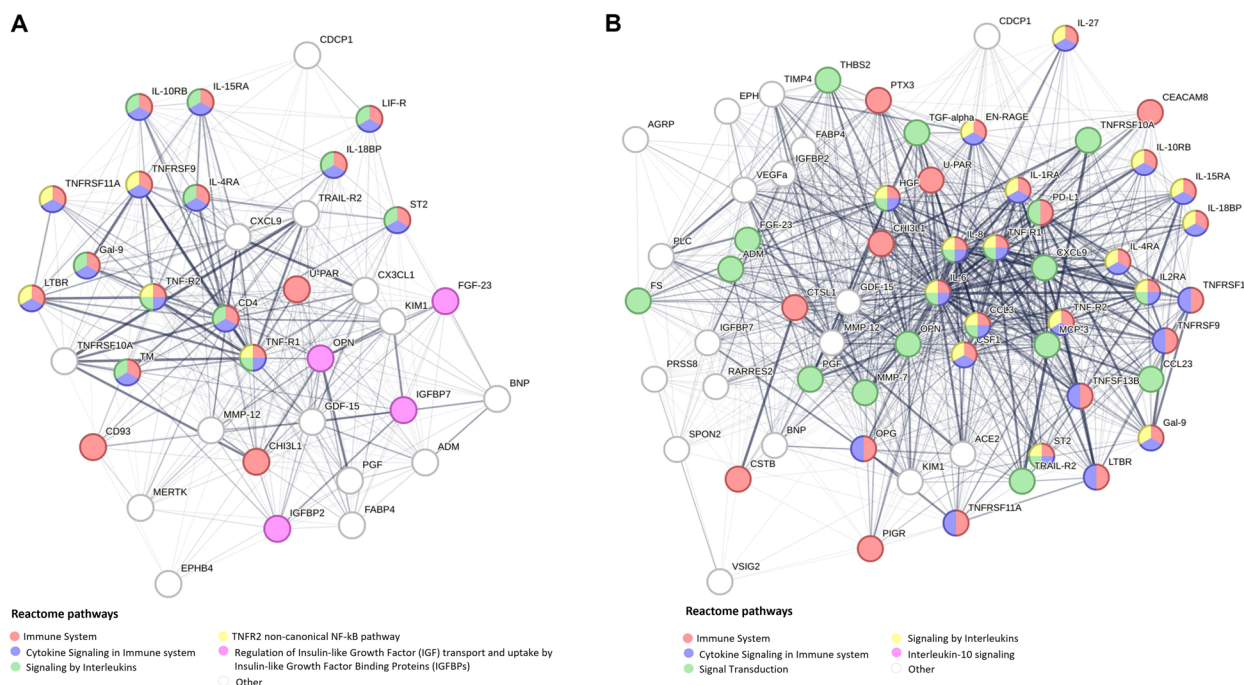 A
CDCP1
IL-10RB
IL-15RA
LIF-R
IL-18BP
TNFRSF9
TNFRSF11A
IL-4RA
TRAIL-R2
ST2
CXCL9
Gal-9
U-PAR
CX3CL1
LTBR
TNF-R2
FGF-23
CD4
KIM1
TNFRSF10A
TNF-R1
OPN
TM
BNP
IGFBP7
MMP-12
GDF-15
CD93
CHI3L1
ADM
PGF
MERTK
IGFBP2
FABP4
EPHB4
Reactome pathways
Immune System
Cytokine Signaling in Immune system
Signaling by Interleukins
TNFR2 non-canonical NF-kB pathway
Regulation of Insulin-like Growth Factor (IGF) transport and uptake by
Insulin-like Growth Factor Binding Proteins (IGFBPs)
Other
B
CDCP1
IL-27
THBS2
TIMP4
PTX3
CEACAM8
EPH
TGF-alpha
EN-RAGE
TNFRSF10A
AGRP
FABP4
IL-10RB
IGFBP2
U-PAR
VEGFa
IL-15RA
HGF
IL-1RA
PD-L1
IL-18BP
FGF-23
CHI3L1
IL-8
TNF-R1
PLC
ADM
CXCL9
IL-4RA
IL-6
IL2RA
FS
CTSL1
GDF-15
TNFRSF1
CCL3
TNF-R2
IGFBP7
MMP-12
OPN
CSF1
MCP-3
TNFRSF9
PRSS8
RARRES2
PGF
MMP-7
CCL23
TNFSF13B
SPON2
BNP
OPG
ACE2
Gal-9
ST2
CSTB
KIM1
TRAIL-R2
LTBR
TNFRSF11A
PIGR
VSIG2
Reactome pathways
Immune System
Cytokine Signaling in Immune system
Signal Transduction
Signaling by Interleukins
Interleukin-10 signaling
Other